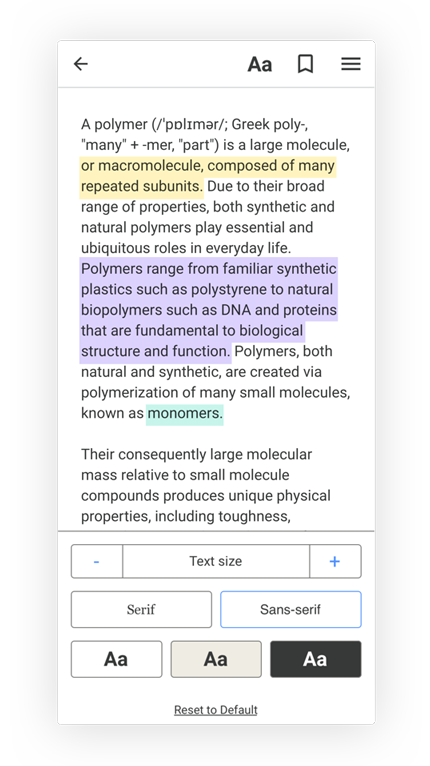 Aa
A polymer (/ˈpɒlɪmər/; Greek poly-,
"many" + -mer, "part") is a large molecule,
or macromolecule, composed of many
repeated subunits. Due to their broad
range of properties, both synthetic and
natural polymers play essential and
ubiquitous roles in everyday life.
Polymers range from familiar synthetic
plastics such as polystyrene to natural
biopolymers such as DNA and proteins
that are fundamental to biological
structure and function. Polymers, both
natural and synthetic, are created via
polymerization of many small molecules,
known as monomers.
Their consequently large molecular
mass relative to small molecule
compounds produces unique physical
properties, including toughness,
- Text size +
Serif Sans-serif
Aa Aa Aa
Reset to Default